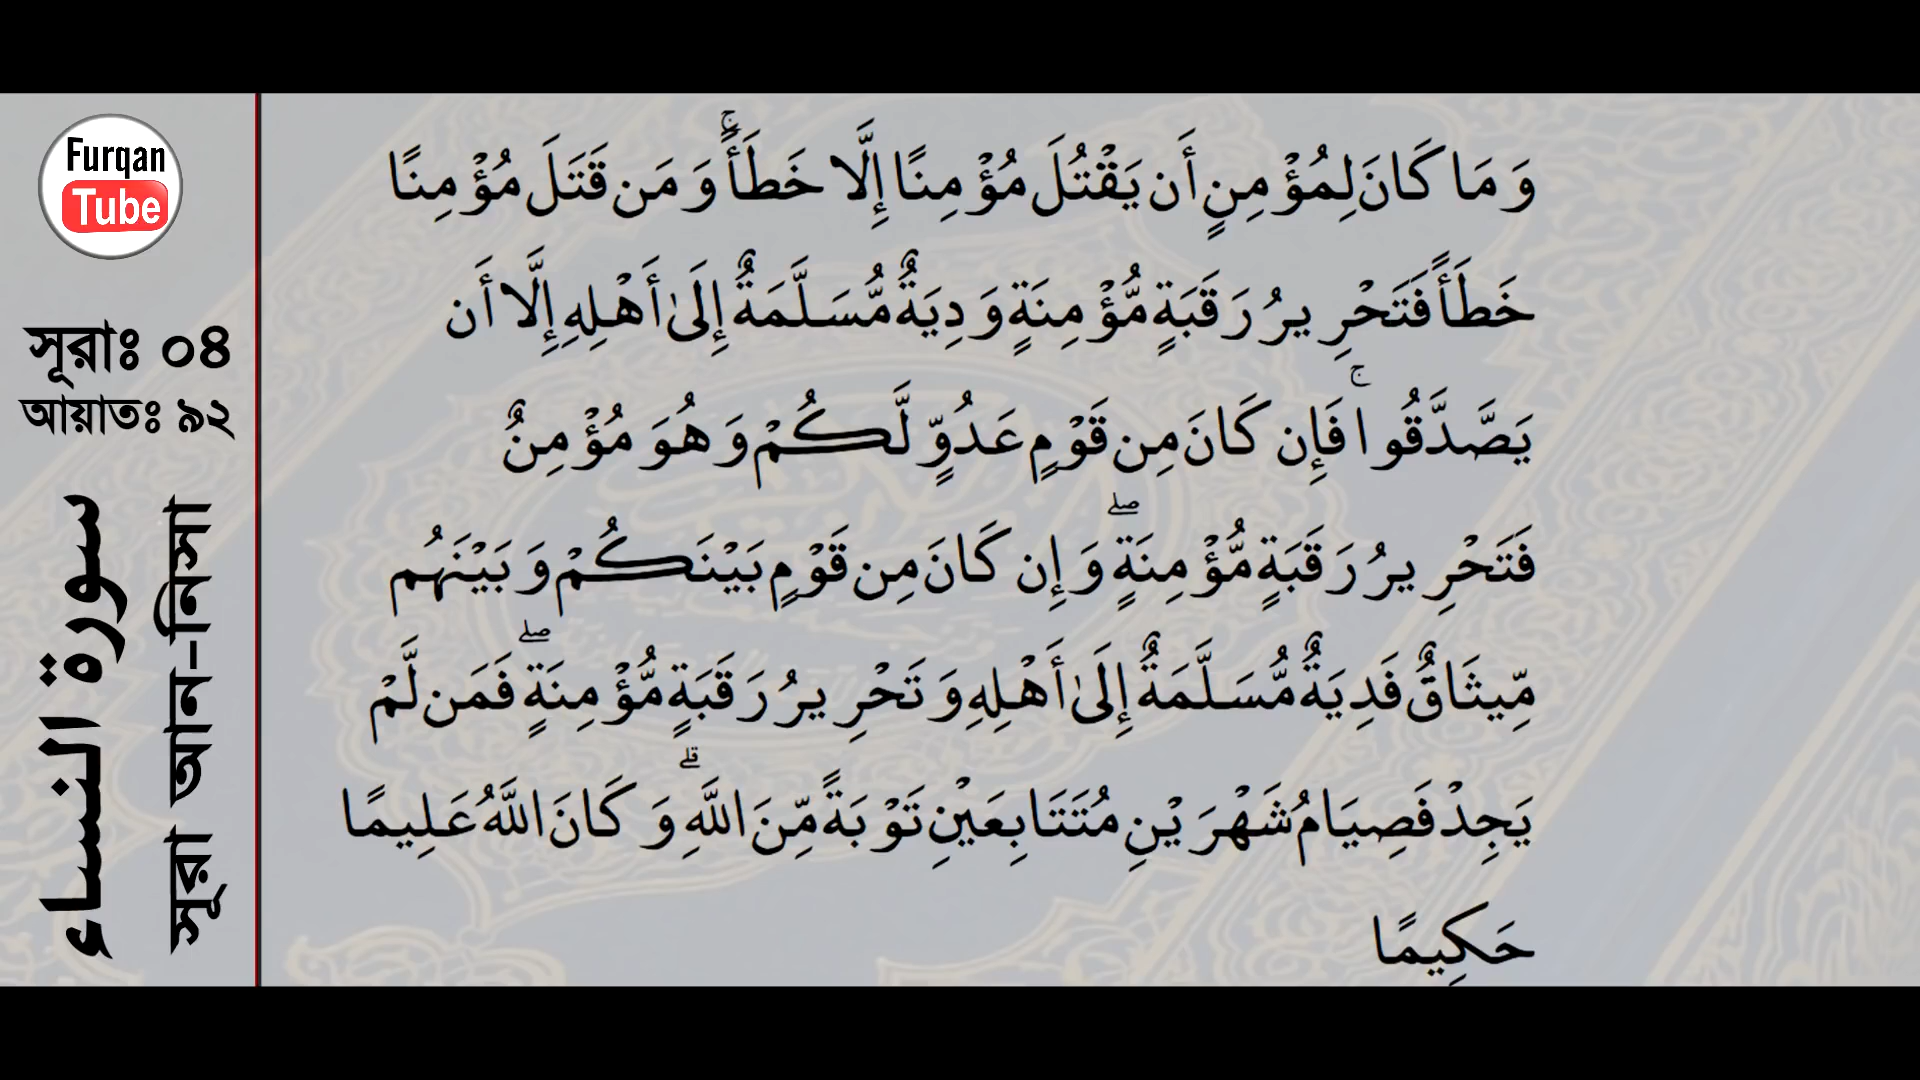 Furqan
Tube
সূরাঃ ০৪
আয়াতঃ ৯২
سورة النساء
সূরা আন-নিসা
وَمَا كَانَ لِمُؤْمِنٍ أَن يَقْتُلَ مُؤْمِنًا إِلَّا خَطَأً ۚ وَمَن قَتَلَ مُؤْمِنًا
خَطَأً فَتَحْرِيرُ رَقَبَةٍ مُّؤْمِنَةٍ وَدِيَةٌ مُّسَلَّمَةٌ إِلَىٰ أَهْلِهِ إِلَّا أَن
يَصَّدَّقُوا ۚ فَإِن كَانَ مِن قَوْمٍ عَدُوٍّ لَّكُمْ وَهُوَ مُؤْمِنٌ
فَتَحْرِيرُ رَقَبَةٍ مُّؤْمِنَةٍ ۖ وَإِن كَانَ مِن قَوْمٍ بَيْنَكُمْ وَبَيْنَهُم
مِّيثَاقٌ فَدِيَةٌ مُّسَلَّمَةٌ إِلَىٰ أَهْلِهِ وَتَحْرِيرُ رَقَبَةٍ مُّؤْمِنَةٍ ۖ فَمَن لَّمْ
يَجِدْ فَصِيَامُ شَهْرَيْنِ مُتَتَابِعَيْنِ تَوْبَةً مِّنَ اللَّهِ ۗ وَكَانَ اللَّهُ عَلِيمًا
حَكِيمًا